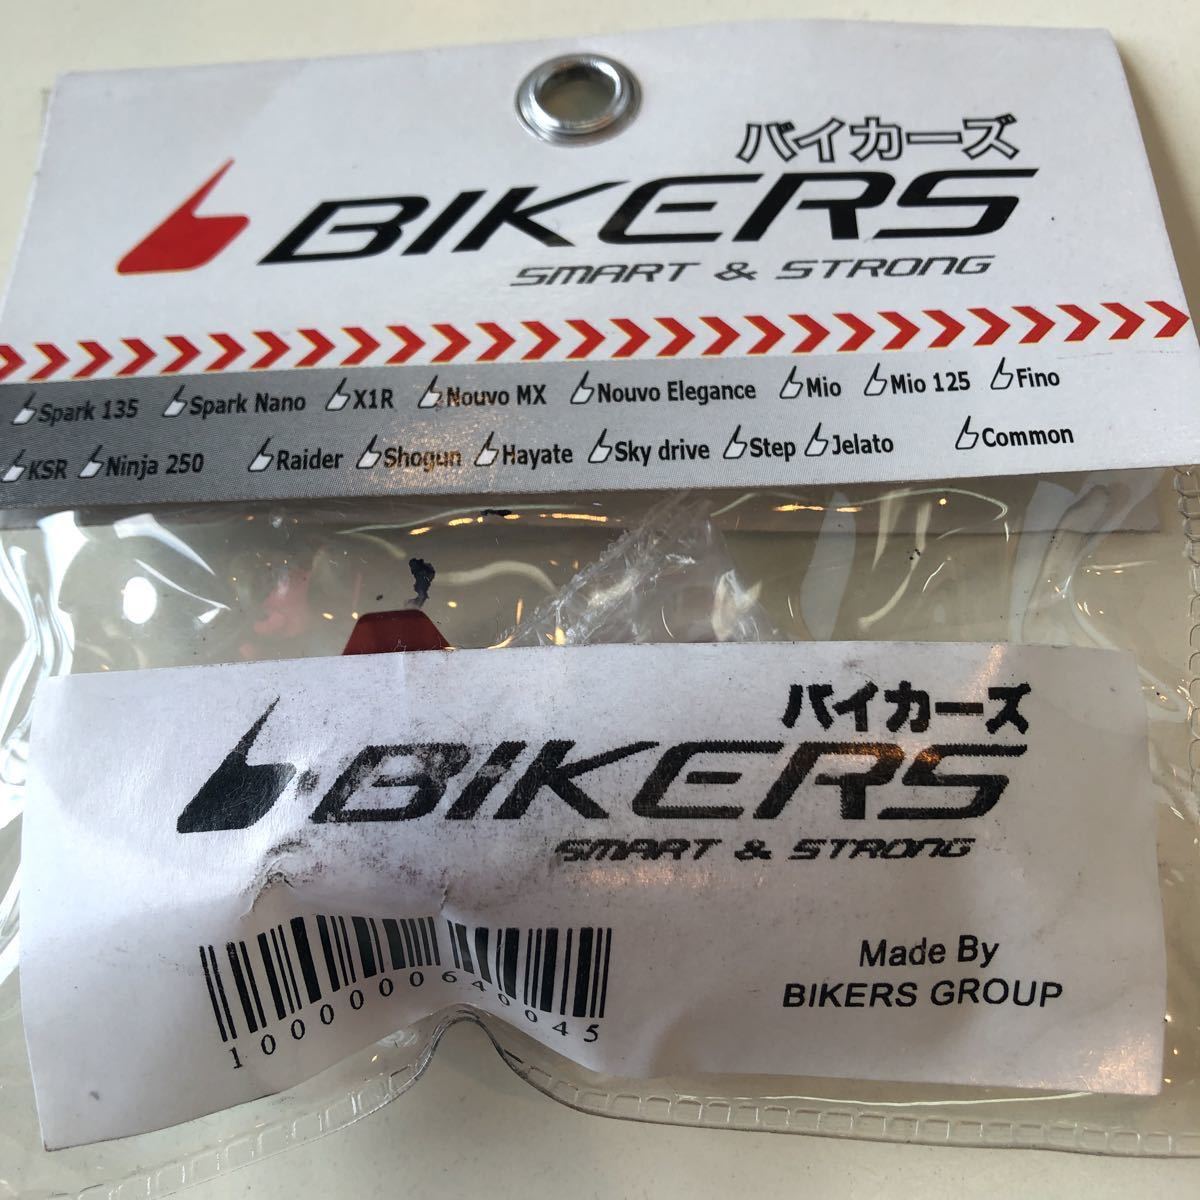 バイカーズ
BIKERS
SMART & STRONG
Spark 135 Spark Nano X1R Nouvo MX Nouvo Elegance Mio Mio 125 Fino
KSR Ninja 250 Raider Shogun Hayate Sky drive Step Jelato Common
バイカーズ
BIKERS
SMART & STRONG
Made By
BIKERS GROUP
1000000640045